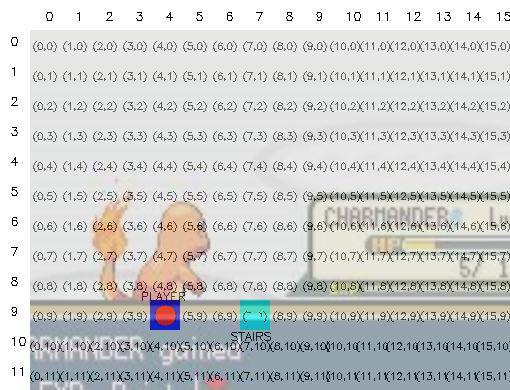 0 1 2 3 4 5 6 7 8 9 10 11 12 13 14 15
0 (0,0) (1,0) (2,0) (3,0) (4,0) (5,0) (6,0) (7,0) (8,0) (9,0) (10,0) (11,0) (12,0) (13,0) (14,0) (15,0)
1 (0,1) (1,1) (2,1) (3,1) (4,1) (5,1) (6,1) (7,1) (8,1) (9,1) (10,1) (11,1) (12,1) (13,1) (14,1) (15,1)
2 (0,2) (1,2) (2,2) (3,2) (4,2) (5,2) (6,2) (7,2) (8,2) (9,2) (10,2) (11,2) (12,2) (13,2) (14,2) (15,2)
3 (0,3) (1,3) (2,3) (3,3) (4,3) (5,3) (6,3) (7,3) (8,3) (9,3) (10,3) (11,3) (12,3) (13,3) (14,3) (15,3)
4 (0,4) (1,4) (2,4) (3,4) (4,4) (5,4) (6,4) (7,4) (8,4) (9,4) (10,4) (11,4) (12,4) (13,4) (14,4) (15,4)
5 (0,5) (1,5) (2,5) (3,5) (4,5) (5,5) (6,5) (7,5) (8,5) (9,5) (10,5) (11,5) (12,5) (13,5) (14,5) (15,5)
CHARMANDER
6 (0,6) (1,6) (2,6) (3,6) (4,6) (5,6) (6,6) (7,6) (8,6) (9,6) (10,6) (11,6) (12,6) (13,6) (14,6) (15,6)
HP
7 (0,7) (1,7) (2,7) (3,7) (4,7) (5,7) (6,7) (7,7) (8,7) (9,7) (10,7) (11,7) (12,7) (13,7) (14,7) (15,7)
5/ 1
8 (0,8) (1,8) (2,8) (3,8) (4,8) (5,8) (6,8) (7,8) (8,8) (9,8) (10,8) (11,8) (12,8) (13,8) (14,8) (15,8)
PLAYER
9 (0,9) (1,9) (2,9) (3,9) (5,9) (6,9) (8,9) (9,9) (10,9) (11,9) (12,9) (13,9) (14,9) (15,9)
STAIRS
10 (0,10) (1,10) (2,10) (3,10) (4,10) (5,10) (6,10) (7,10) (8,10) (9,10) (10,10) (11,10) (12,10) (13,10) (14,10) (15,10)
RMANDER gained
11 (0,11) (1,11) (2,11) (3,11) (4,11) (5,11) (6,11) (7,11) (8,11) (9,11) (10,11) (11,11) (12,11) (13,11) (14,11) (15,11)